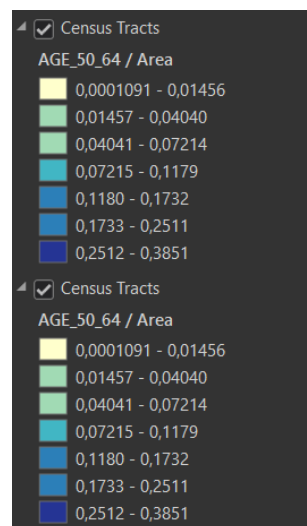 Census Tracts
AGE_50_64 / Area
0,0001091 - 0,01456
0,01457 - 0,04040
0,04041 - 0,07214
0,07215 - 0,1179
0,1180 - 0,1732
0,1733 - 0,2511
0,2512 - 0,3851
Census Tracts
AGE_50_64 / Area
0,0001091 - 0,01456
0,01457 - 0,04040
0,04041 - 0,07214
0,07215 - 0,1179
0,1180 - 0,1732
0,1733 - 0,2511
0,2512 - 0,3851